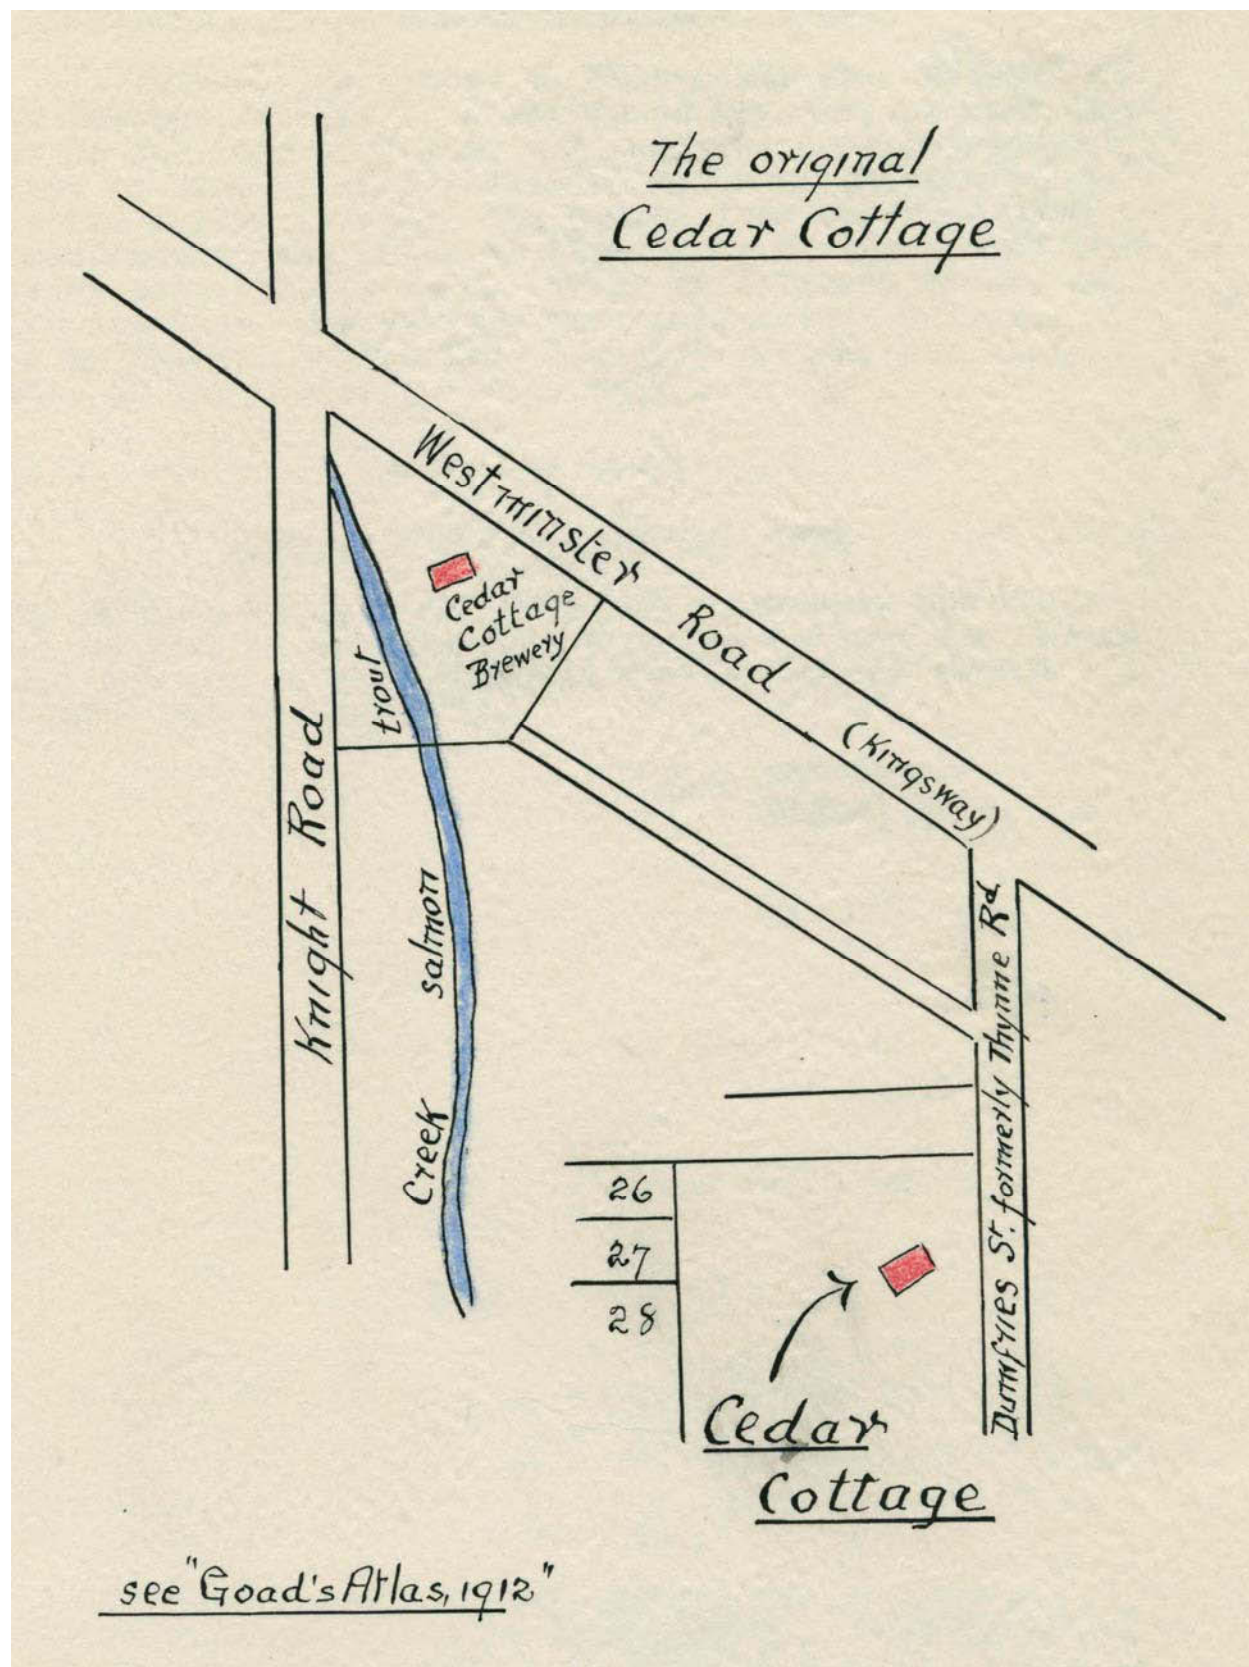 The original
Cedar Cottage
Westminster Road (Kingsway)
Cedar
Cottage
Brewery
trout
salmon
Creek
Knight Road
Dumfries St. formerly Thynne Rd
26
27
28
Cedar
Cottage
see "Goad's Atlas, 1912"